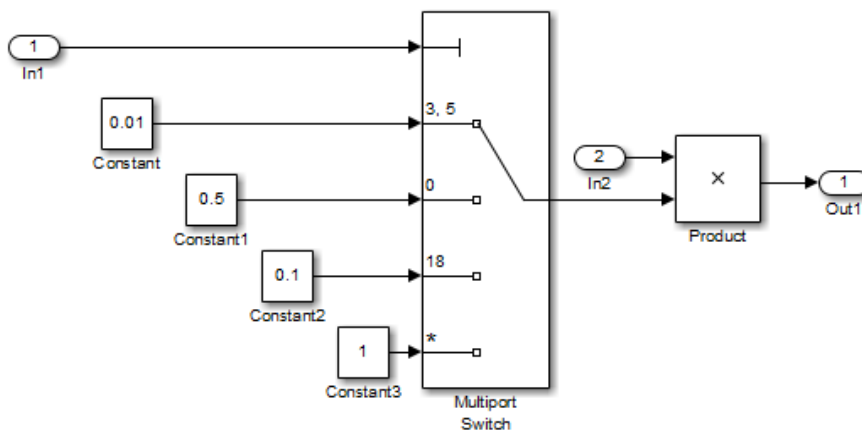 1
In1
3, 5
0.01
Constant
2
In2
×
Product
1
Out1
0
0.5
Constant1
18
0.1
Constant2
*
1
Constant3
Multiport
Switch